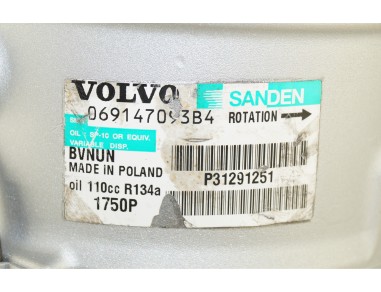 VOLVO SANDEN
069147093B4 ROTATION
OIL SP-10 OR EQUIV.
VARIABLE DISP.
BVNUN
MADE IN POLAND P31291251
oil 110cc R134a
1750P